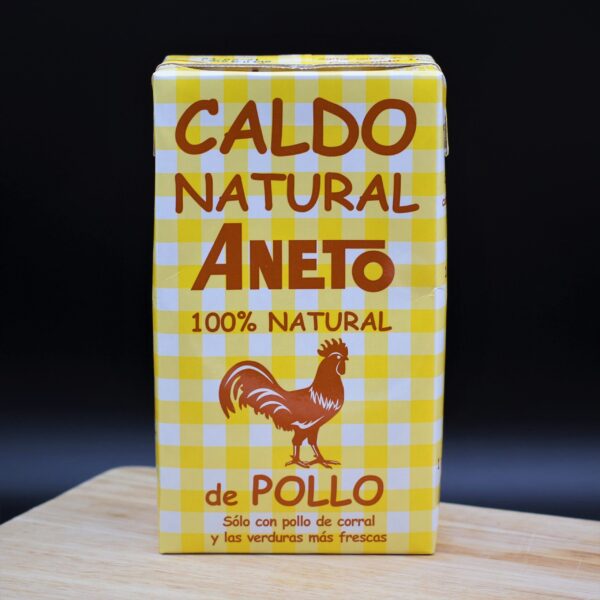 CALDO
NATURAL
ANETO
100% NATURAL
de POLLO
Sólo con pollo de corral
y las verduras más frescas